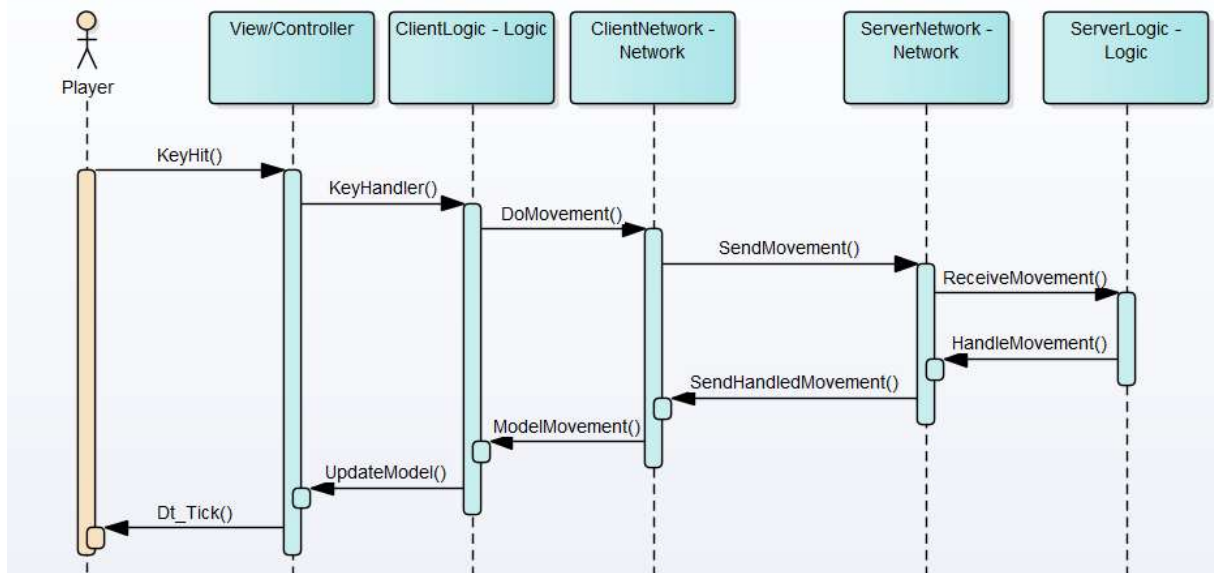 View/Controller
ClientLogic - Logic
ClientNetwork -
Network
ServerNetwork -
Network
ServerLogic -
Logic
Player
KeyHit()
KeyHandler()
DoMovement()
SendMovement()
ReceiveMovement()
HandleMovement()
SendHandledMovement()
ModelMovement()
UpdateModel()
Dt_Tick()